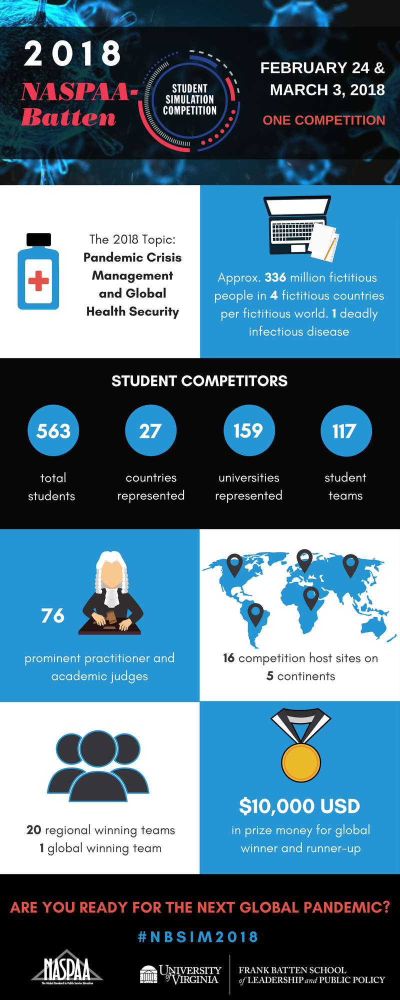 2018
NASPAA-
Batten
STUDENT
SIMULATION
COMPETITION
FEBRUARY 24 &
MARCH 3, 2018
ONE COMPETITION
The 2018 Topic:
Pandemic Crisis
Management
and Global
Health Security
Approx. 336 million fictitious
people in 4 fictitious countries
per fictitious world. 1 deadly
infectious disease
STUDENT COMPETITORS
563
total
students
27
countries
represented
159
universities
represented
117
student
teams
76
prominent practitioner and
academic judges
16 competition host sites on
5 continents
20 regional winning teams
1 global winning team
$10,000 USD
in prize money for global
winner and runner-up
ARE YOU READY FOR THE NEXT GLOBAL PANDEMIC?
#NBSIM2018
NASPAA
The Global Standard in Public Service Education
UNIVERSITY
of VIRGINIA
FRANK BATTEN SCHOOL
of LEADERSHIP and PUBLIC POLICY